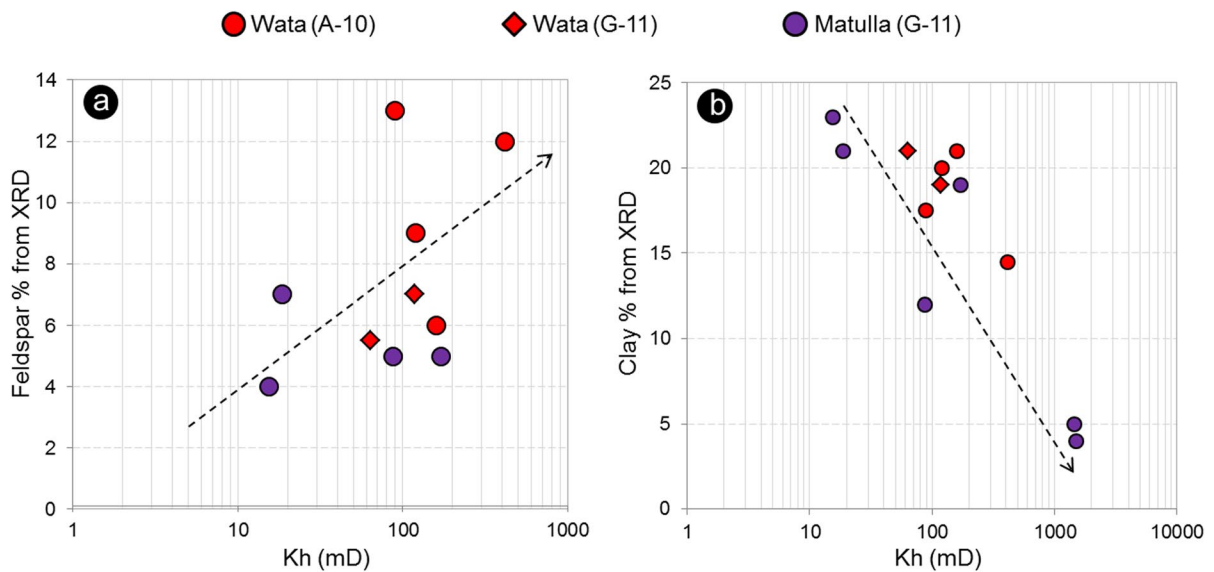 Wata (A-10) Wata (G-11) Matulla (G-11)
a
Feldspar % from XRD
14
12
10
8
6
4
2
0
1 10 100 1000
Kh (mD)
b
Clay % from XRD
25
20
15
10
5
0
1 10 100 1000 10000
Kh (mD)